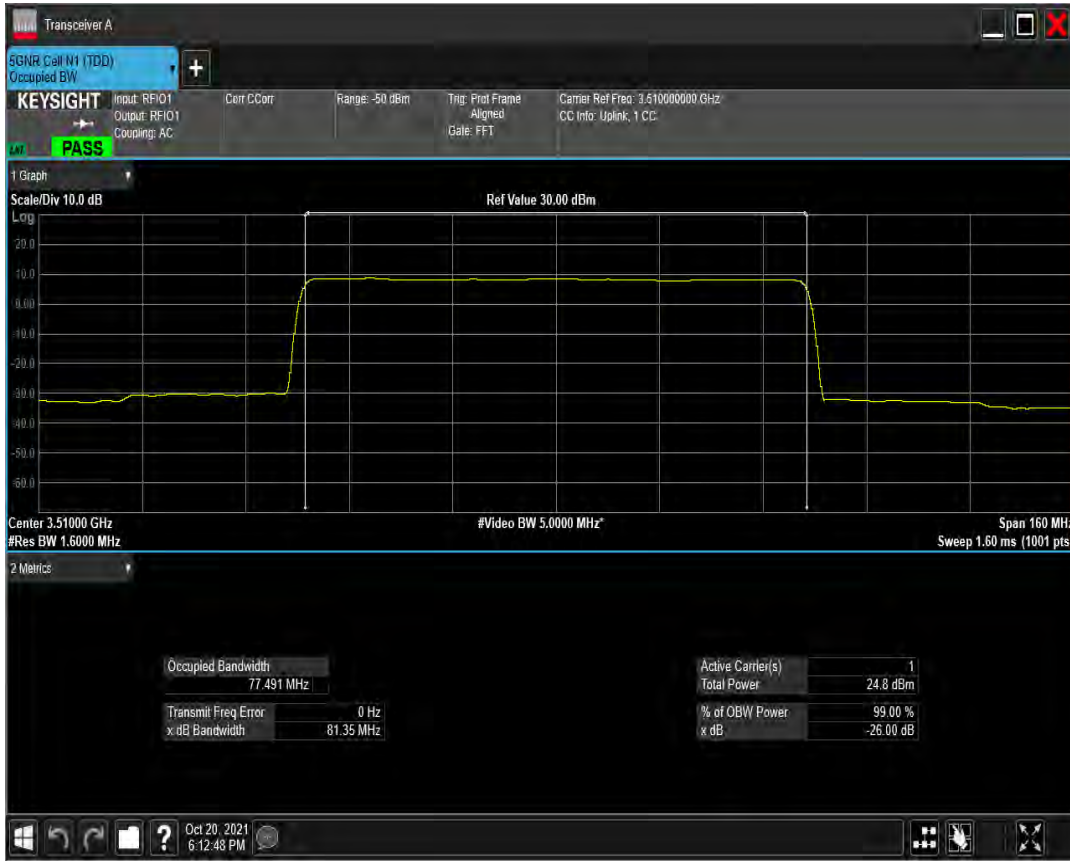 Transceiver A
5GNR Cell N1 (TDD)
Occupied BW
+
KEYSIGHT
Input: RFIO1
Output: RFIO1
Coupling: AC
Corr CCorr
Range: -50 dBm
Trig: Prot Frame
Aligned
Gate: FFT
Carrier Ref Freq: 3.510000000 GHz
CC Info: Uplink, 1 CC
PASS
1 Graph
Scale/Div 10.0 dB
Ref Value 30.00 dBm
Log
20.0
10.0
0.00
-10.0
-20.0
-30.0
-40.0
-50.0
-60.0
Center 3.51000 GHz
#Video BW 5.0000 MHz*
Span 160 MHz
#Res BW 1.6000 MHz
Sweep 1.60 ms (1001 pts
2 Metrics
Occupied Bandwidth
77.491 MHz
Transmit Freq Error 0 Hz
x dB Bandwidth 81.35 MHz
Active Carrier(s) 1
Total Power 24.8 dBm
% of OBW Power 99.00 %
x dB -26.00 dB
?
Oct 20, 2021
6:12:48 PM